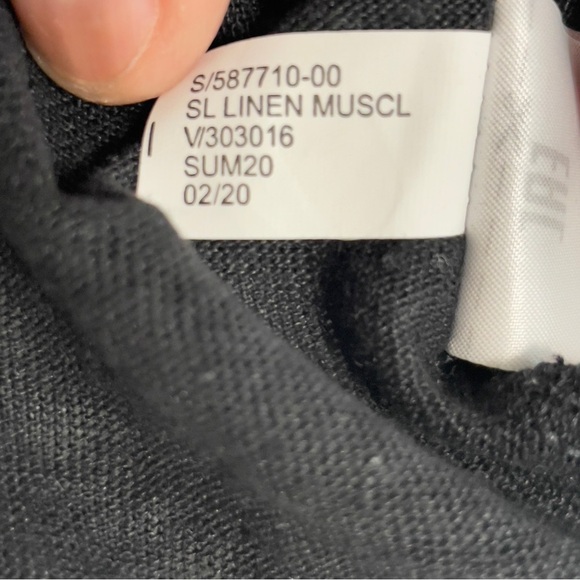 S/587710-00
SL LINEN MUSCL
V/303016
SUM20
02/20